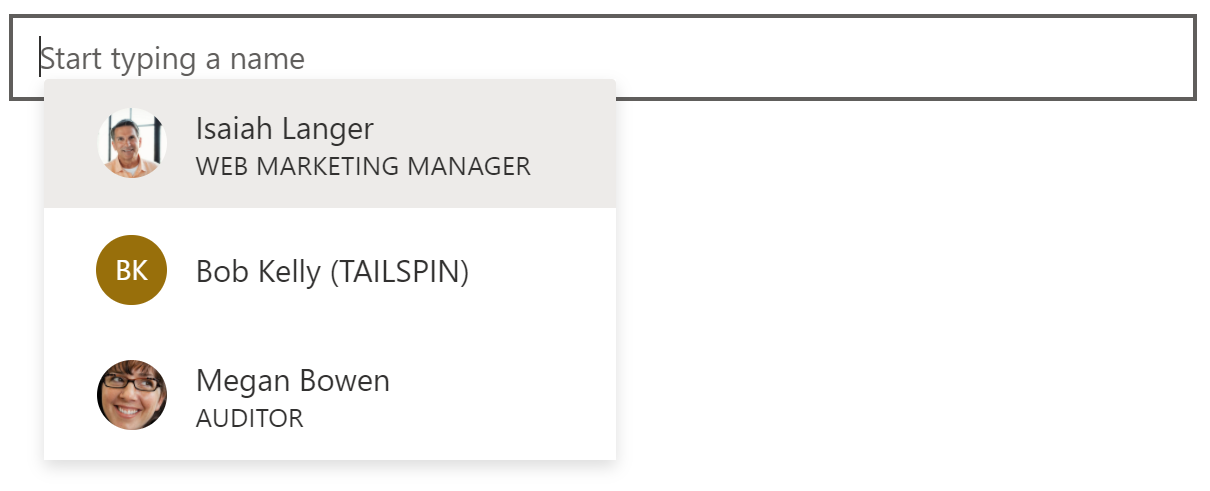 Start typing a name
Isaiah Langer
WEB MARKETING MANAGER
BK
Bob Kelly (TAILSPIN)
Megan Bowen
AUDITOR